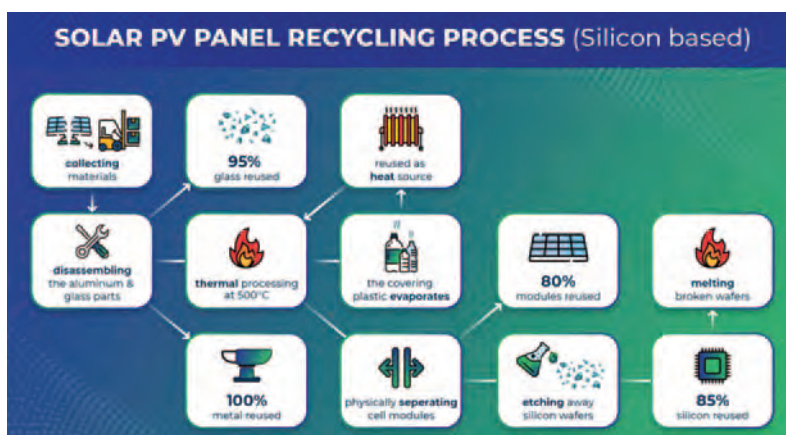 SOLAR PV PANEL RECYCLING PROCESS (Silicon based)
collecting
materials
95%
glass reused
reused as
heat source
disassembling
the aluminum &
glass parts
thermal processing
at 500°C
the covering
plastic evaporates
80%
modules reused
melting
broken wafers
100%
metal reused
physically seperating
cell modules
etching away
silicon wafers
85%
silicon reused